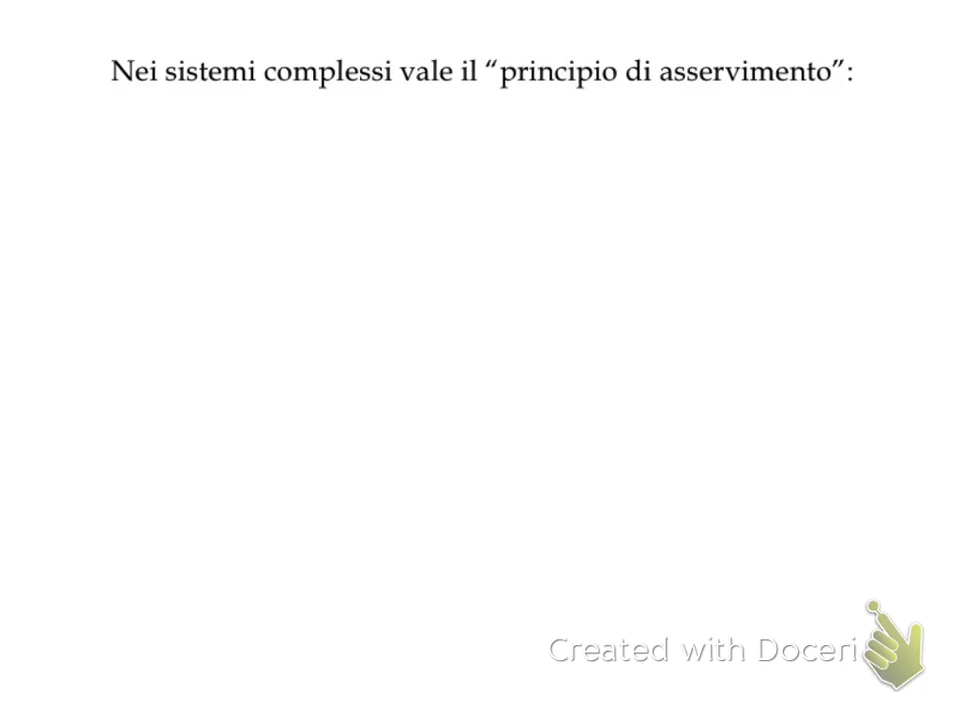 Nei sistemi complessi vale il “principio di asservimento”:
Created with Doceri